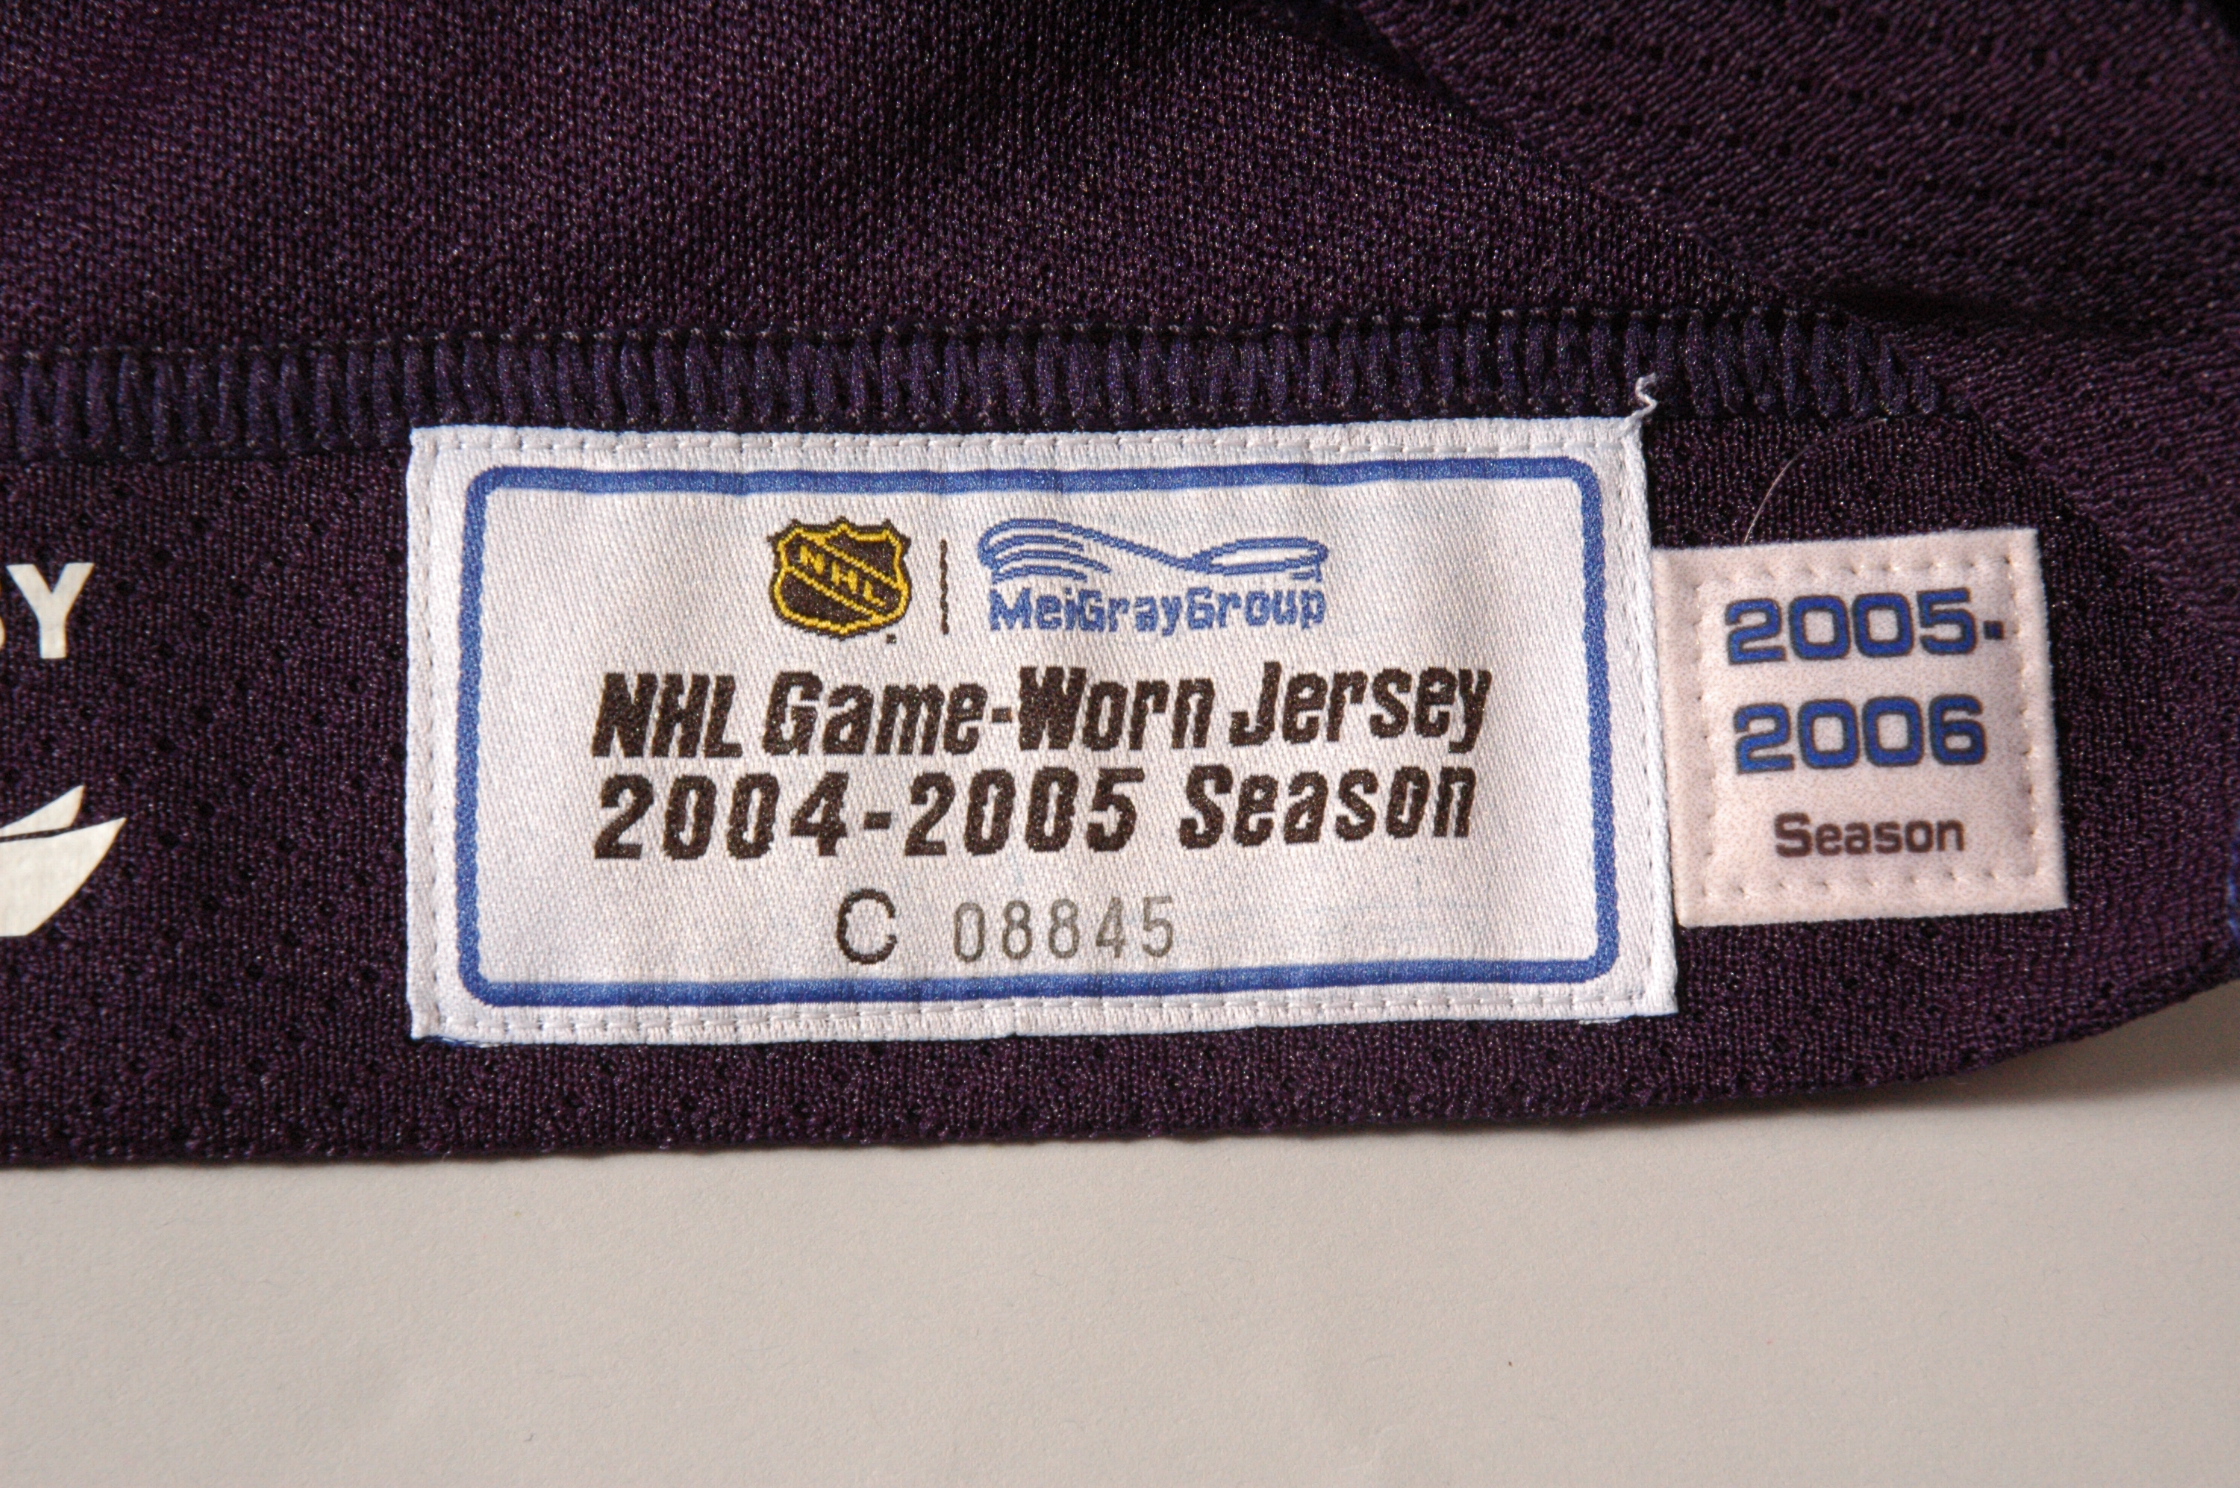 NHL
MeiGrayGroup
NHL Game-Worn Jersey
2004-2005 Season
C 08845
2005-
2006
Season